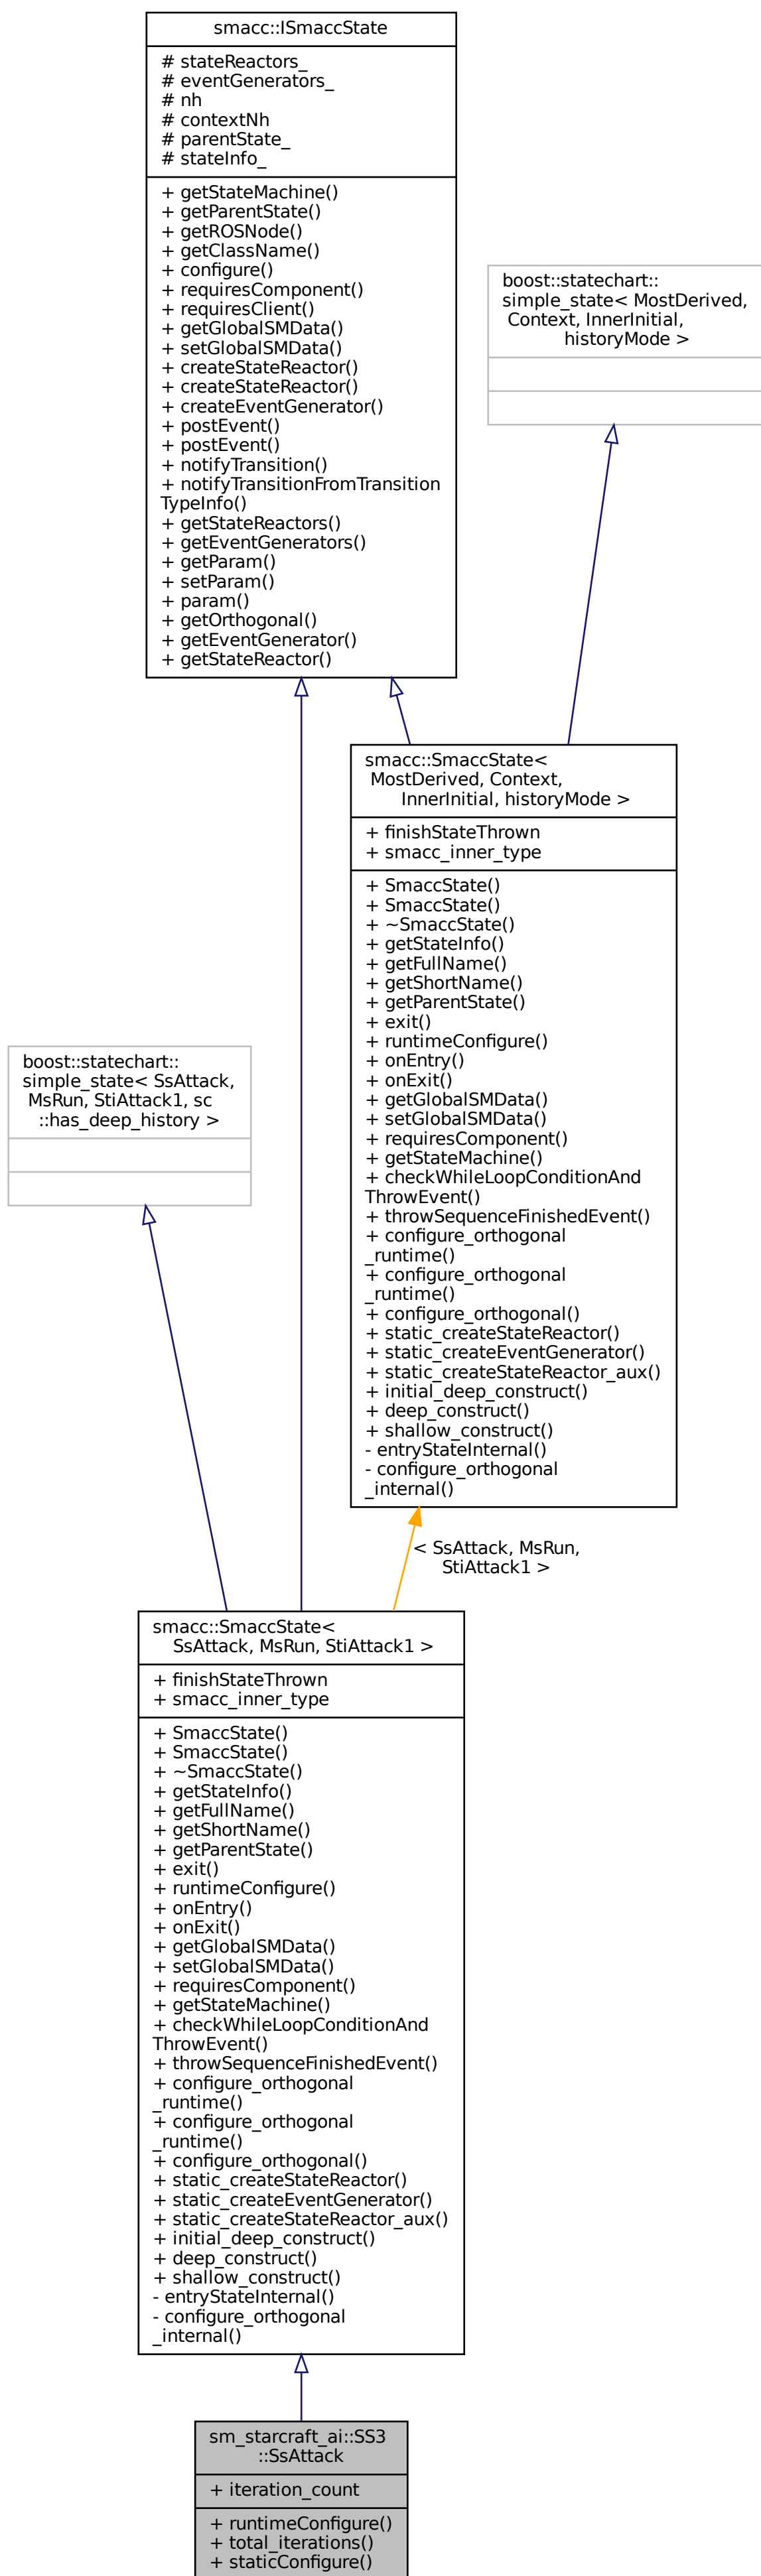 smacc::ISmaccState
# stateReactors_
# eventGenerators_
# nh
# contextNh
# parentState_
# stateInfo_
+ getStateMachine()
+ getParentState()
+ getROSNode()
+ getClassName()
+ configure()
+ requiresComponent()
+ requiresClient()
+ getGlobalSMData()
+ setGlobalSMData()
+ createStateReactor()
+ createStateReactor()
+ createEventGenerator()
+ postEvent()
+ postEvent()
+ notifyTransition()
+ notifyTransitionFromTransition
TypeInfo()
+ getStateReactors()
+ getEventGenerators()
+ getParam()
+ setParam()
+ param()
+ getOrthogonal()
+ getEventGenerator()
+ getStateReactor()
boost::statechart::
simple_state< MostDerived,
Context, InnerInitial,
historyMode >
smacc::SmaccState<
MostDerived, Context,
InnerInitial, historyMode >
+ finishStateThrown
+ smacc_inner_type
+ SmaccState()
+ SmaccState()
+ ~SmaccState()
+ getStateInfo()
+ getFullName()
+ getShortName()
+ getParentState()
+ exit()
+ runtimeConfigure()
+ onEntry()
+ onExit()
+ getGlobalSMData()
+ setGlobalSMData()
+ requiresComponent()
+ getStateMachine()
+ checkWhileLoopConditionAnd
ThrowEvent()
+ throwSequenceFinishedEvent()
+ configure_orthogonal
_runtime()
+ configure_orthogonal
_runtime()
+ configure_orthogonal()
+ static_createStateReactor()
+ static_createEventGenerator()
+ static_createStateReactor_aux()
+ initial_deep_construct()
+ deep_construct()
+ shallow_construct()
- entryStateInternal()
- configure_orthogonal
_internal()
boost::statechart::
simple_state< SsAttack,
MsRun, StiAttack1, sc
::has_deep_history >
< SsAttack, MsRun,
StiAttack1 >
smacc::SmaccState<
SsAttack, MsRun, StiAttack1 >
+ finishStateThrown
+ smacc_inner_type
+ SmaccState()
+ SmaccState()
+ ~SmaccState()
+ getStateInfo()
+ getFullName()
+ getShortName()
+ getParentState()
+ exit()
+ runtimeConfigure()
+ onEntry()
+ onExit()
+ getGlobalSMData()
+ setGlobalSMData()
+ requiresComponent()
+ getStateMachine()
+ checkWhileLoopConditionAnd
ThrowEvent()
+ throwSequenceFinishedEvent()
+ configure_orthogonal
_runtime()
+ configure_orthogonal
_runtime()
+ configure_orthogonal()
+ static_createStateReactor()
+ static_createEventGenerator()
+ static_createStateReactor_aux()
+ initial_deep_construct()
+ deep_construct()
+ shallow_construct()
- entryStateInternal()
- configure_orthogonal
_internal()
sm_starcraft_ai::SS3
::SsAttack
+ iteration_count
+ runtimeConfigure()
+ total_iterations()
+ staticConfigure()